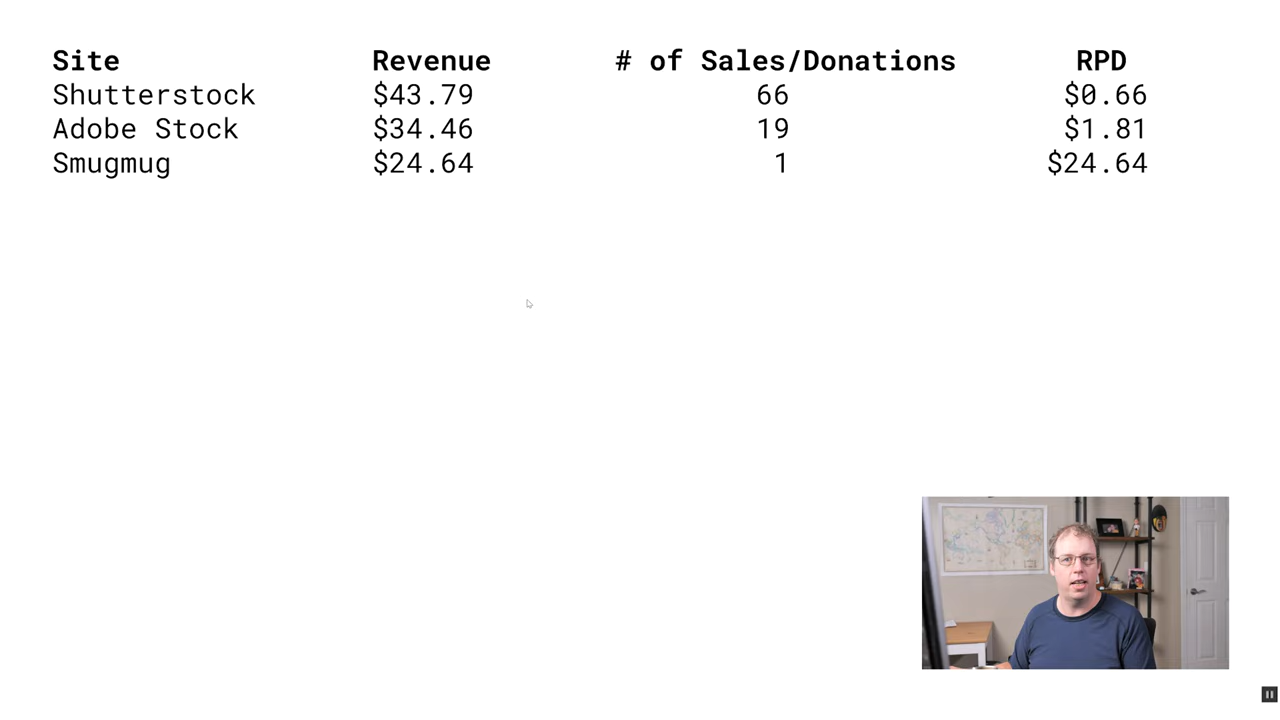 Site Revenue # of Sales/Donations RPD
Shutterstock $43.79 66 $0.66
Adobe Stock $34.46 19 $1.81
Smugmug $24.64 1 $24.64